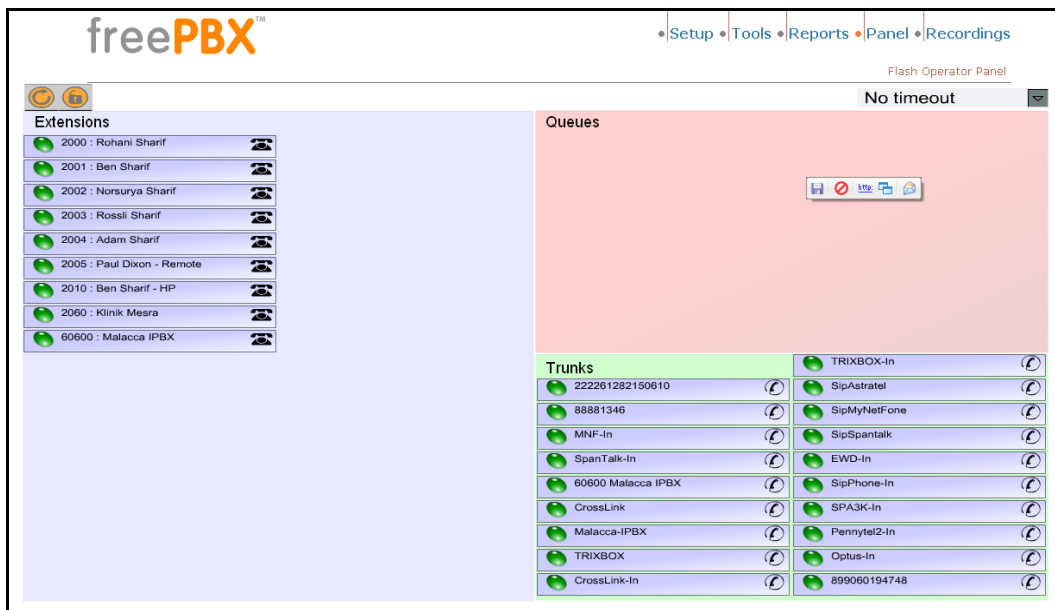 freePBX™
Setup Tools Reports Panel Recordings
Flash Operator Panel
No timeout
Extensions
2000 : Rohani Sharif
2001 : Ben Sharif
2002 : Norsurya Sharif
2003 : Rossli Sharif
2004 : Adam Sharif
2005 : Paul Dixon - Remote
2010 : Ben Sharif - HP
2060 : Klinik Mesra
60600 : Malacca IPBX
Queues
http:
Trunks
222261282150610
88881346
MNF-In
SpanTalk-In
60600 Malacca IPBX
CrossLink
Malacca-IPBX
TRIXBOX
CrossLink-In
TRIXBOX-In
SipAstratel
SipMyNetFone
SipSpantalk
EWD-In
SipPhone-In
SPA3K-In
Pennytel2-In
Optus-In
899060194748